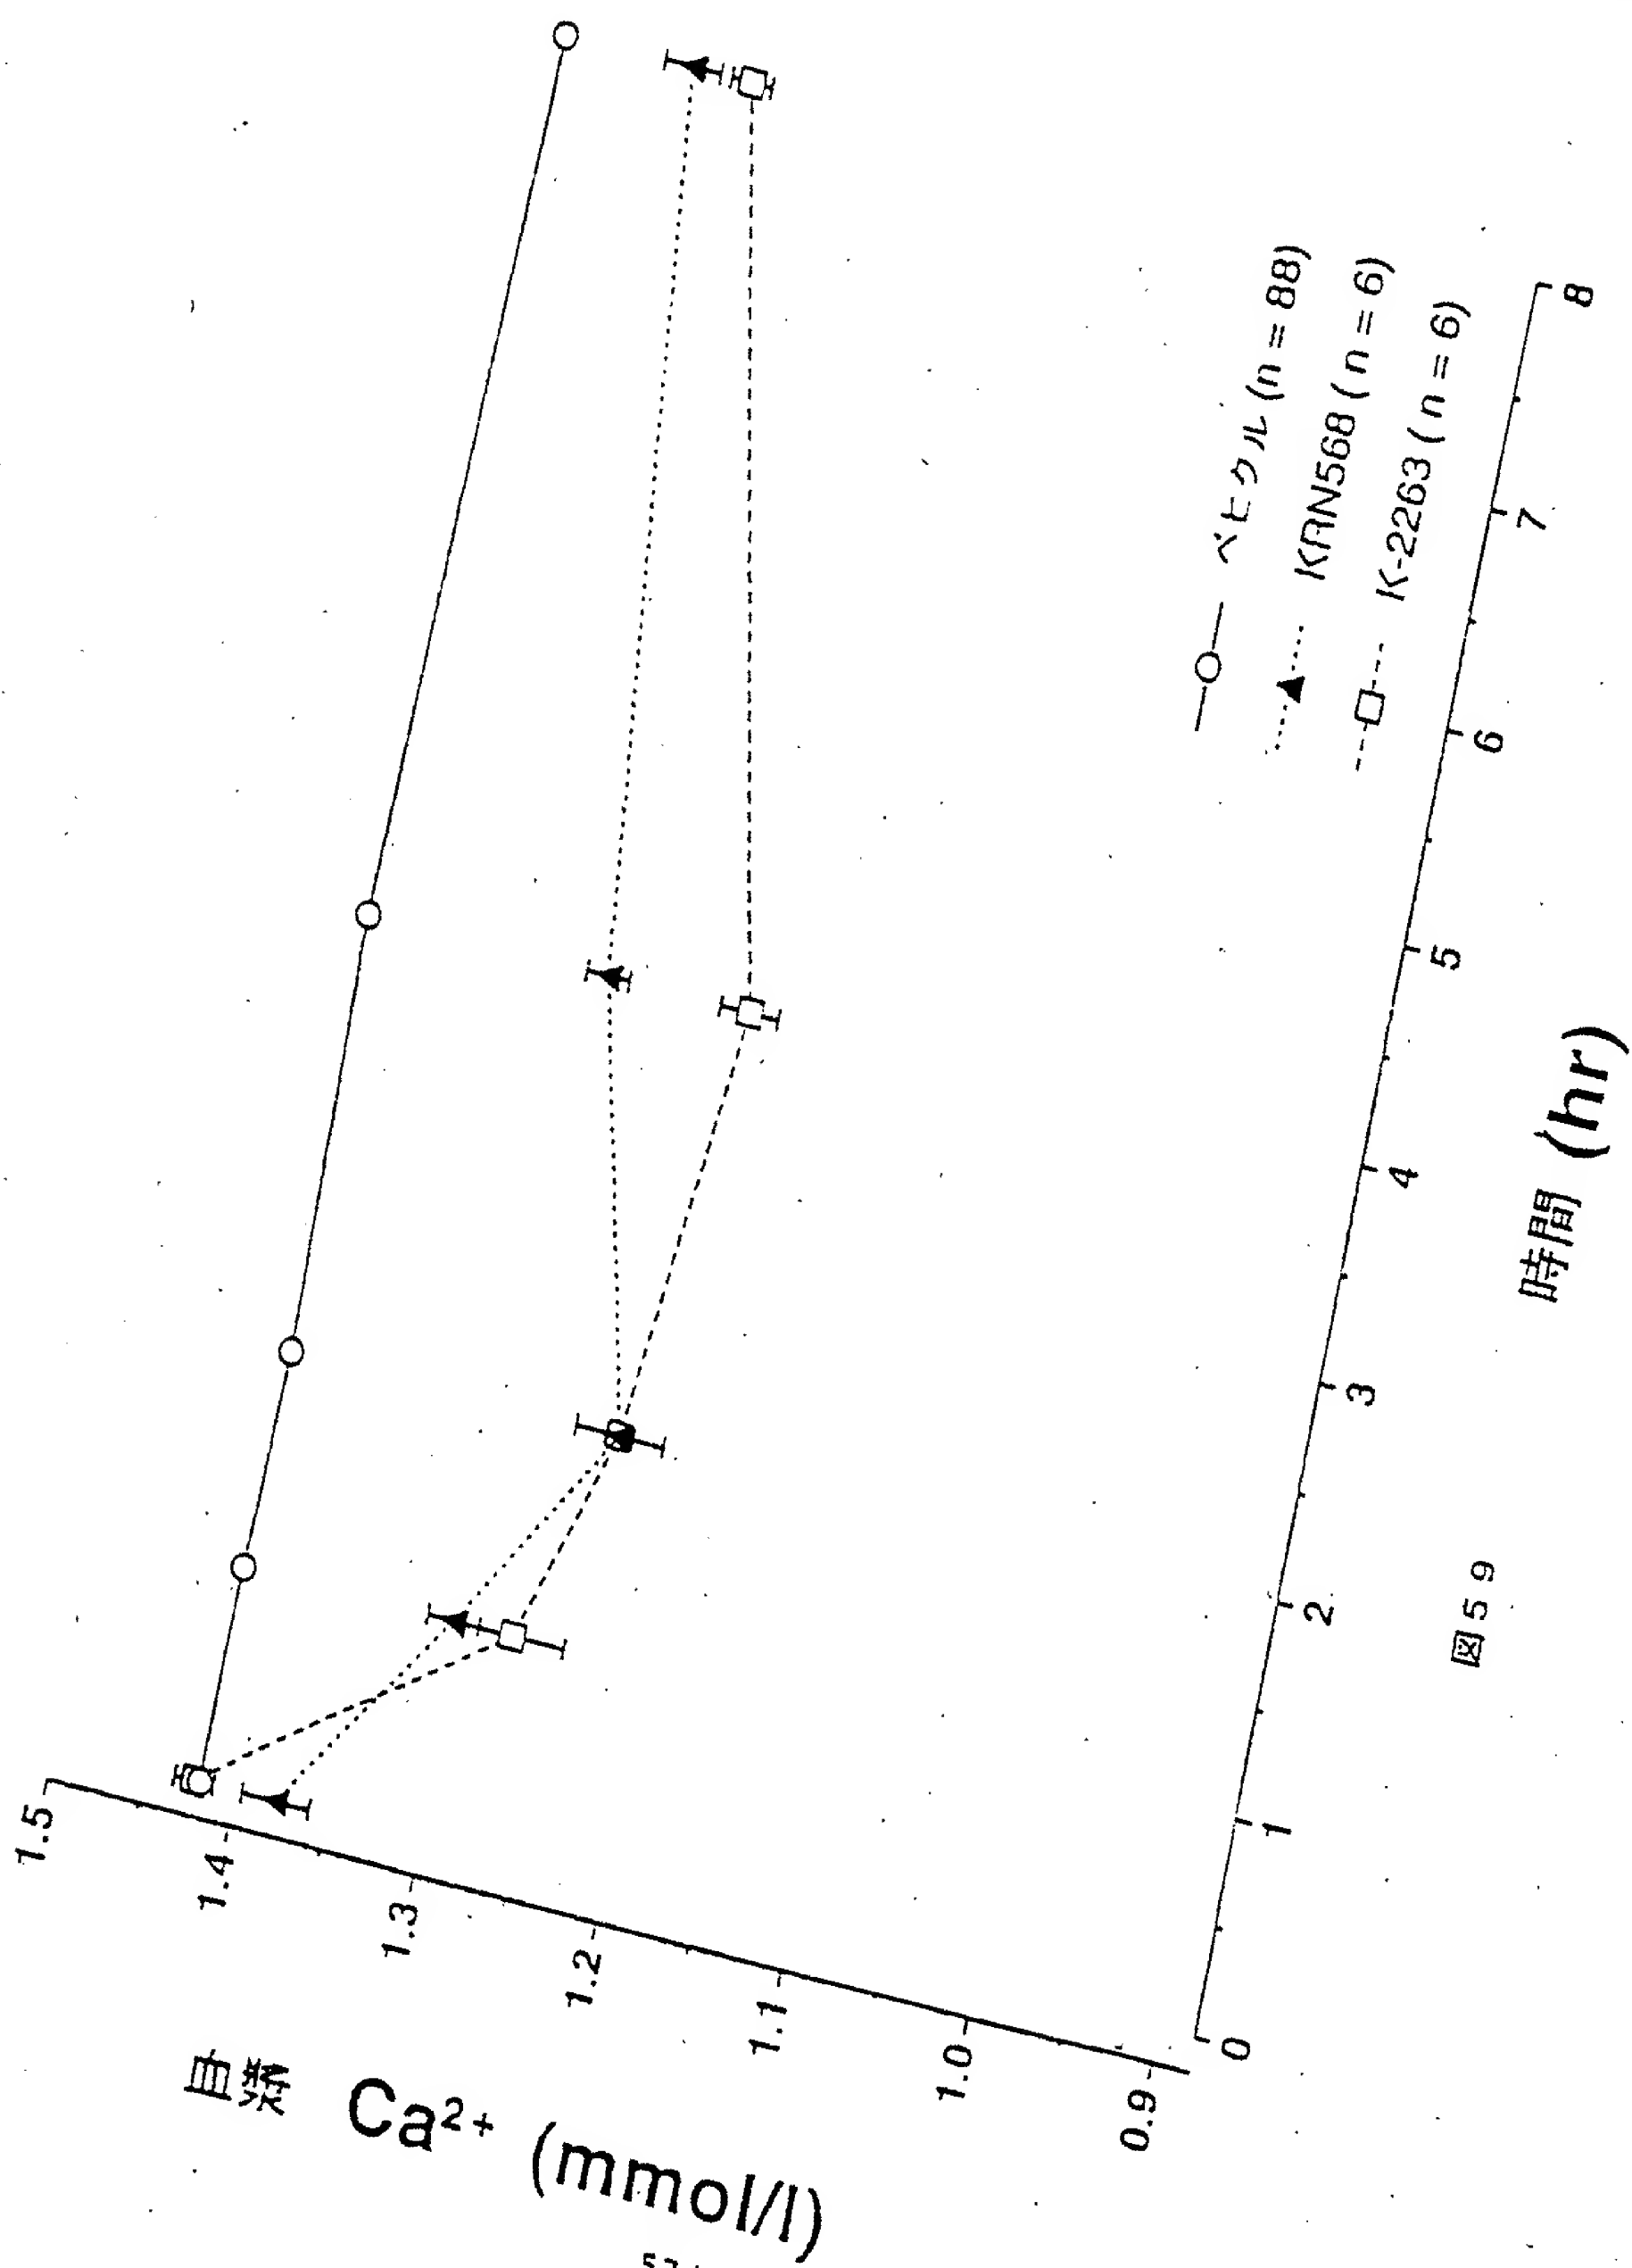 血漿 Ca²⁺ (mmol/l)
1.5
1.4
1.3
1.2
1.1
1.0
0.9
0
1
2
3
4
5
6
7
8
時間 (hr)
ベヒクル (n = 88)
KRN568 (n = 6)
K-2263 (n = 6)
図59